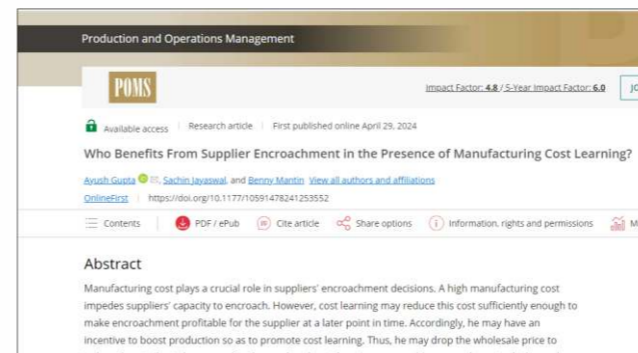 Production and Operations Management
POMS
Impact Factor: 4.8 / 5-Year Impact Factor: 6.0
Available access | Research article | First published online April 29, 2024
Who Benefits From Supplier Encroachment in the Presence of Manufacturing Cost Learning?
Ayush Gupta, Sachin Jayaswal, and Benny Mantin View all authors and affiliations
OnlineFirst | https://doi.org/10.1177/10591478241253552
Contents PDF / ePub Cite article Share options Information, rights and permissions
Abstract
Manufacturing cost plays a crucial role in suppliers' encroachment decisions. A high manufacturing cost
impedes suppliers' capacity to encroach. However, cost learning may reduce this cost sufficiently enough to
make encroachment profitable for the supplier at a later point in time. Accordingly, he may have an
incentive to boost production so as to promote cost learning. Thus, he may drop the wholesale price to